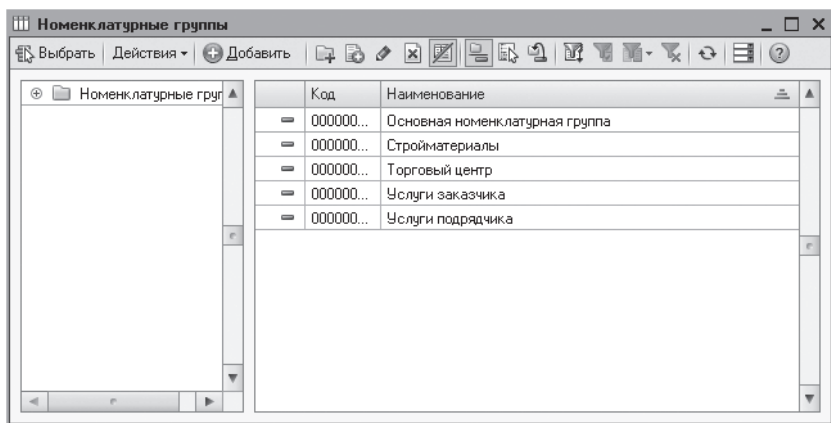 Номенклатурные группы
Выбрать Действия Добавить
Номенклатурные груг
Код Наименование
000000... Основная номенклатурная группа
000000... Стройматериалы
000000... Торговый центр
000000... Услуги заказчика
000000... Услуги подрядчика